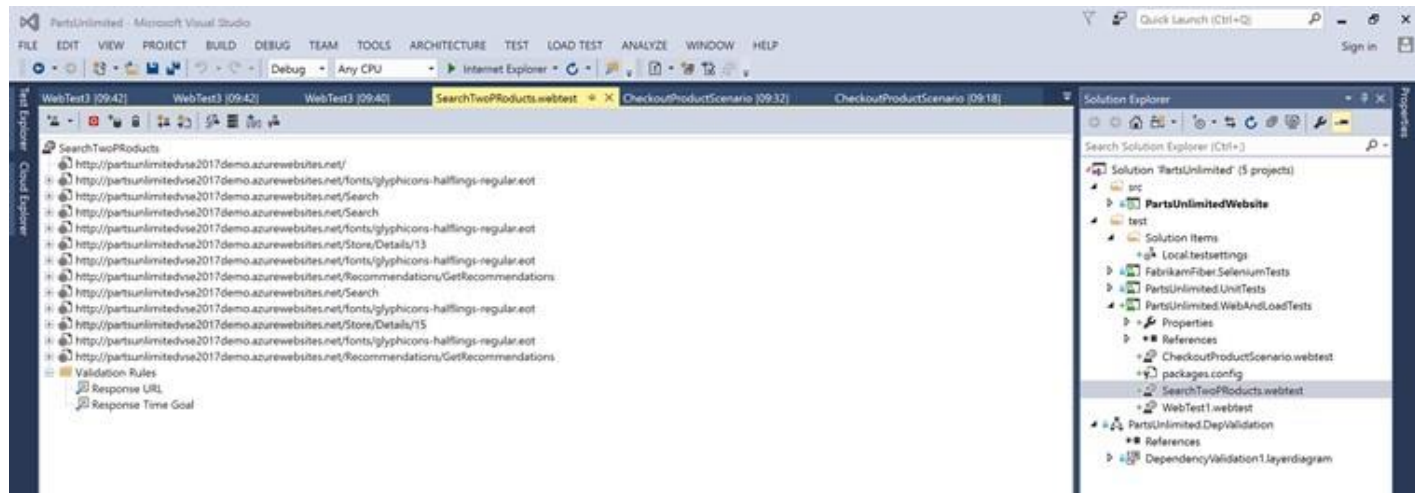 PartsUnlimited - Microsoft Visual Studio
Quick Launch (Ctrl+Q)
FILE EDIT VIEW PROJECT BUILD DEBUG TEAM TOOLS ARCHITECTURE TEST LOAD TEST ANALYZE WINDOW HELP
Sign in
Debug Any CPU Internet Explorer
WebTest3 [09:42] WebTest3 [09:42] WebTest3 [09:40] SearchTwoPRoducts.webtest CheckoutProductScenario [09:32] CheckoutProductScenario [09:18]
Test Explorer
Cloud Explorer
SearchTwoPRoducts
http://partsunlimitedvse2017demo.azurewebsites.net/
http://partsunlimitedvse2017demo.azurewebsites.net/fonts/glyphicons-halflings-regular.eot
http://partsunlimitedvse2017demo.azurewebsites.net/Search
http://partsunlimitedvse2017demo.azurewebsites.net/Search
http://partsunlimitedvse2017demo.azurewebsites.net/fonts/glyphicons-halflings-regular.eot
http://partsunlimitedvse2017demo.azurewebsites.net/Store/Details/13
http://partsunlimitedvse2017demo.azurewebsites.net/fonts/glyphicons-halflings-regular.eot
http://partsunlimitedvse2017demo.azurewebsites.net/Recommendations/GetRecommendations
http://partsunlimitedvse2017demo.azurewebsites.net/Search
http://partsunlimitedvse2017demo.azurewebsites.net/fonts/glyphicons-halflings-regular.eot
http://partsunlimitedvse2017demo.azurewebsites.net/Store/Details/15
http://partsunlimitedvse2017demo.azurewebsites.net/fonts/glyphicons-halflings-regular.eot
http://partsunlimitedvse2017demo.azurewebsites.net/Recommendations/GetRecommendations
Validation Rules
Response URL
Response Time Goal
Solution Explorer
Search Solution Explorer (Ctrl+;)
Solution 'PartsUnlimited' (5 projects)
src
PartsUnlimitedWebsite
test
Solution Items
Local.testsettings
FabrikamFiber.SeleniumTests
PartsUnlimited.UnitTests
PartsUnlimited.WebAndLoadTests
Properties
References
CheckoutProductScenario.webtest
packages.config
SearchTwoPRoducts.webtest
WebTest1.webtest
PartsUnlimited.DepValidation
References
DependencyValidation1.layerdiagram
Properties